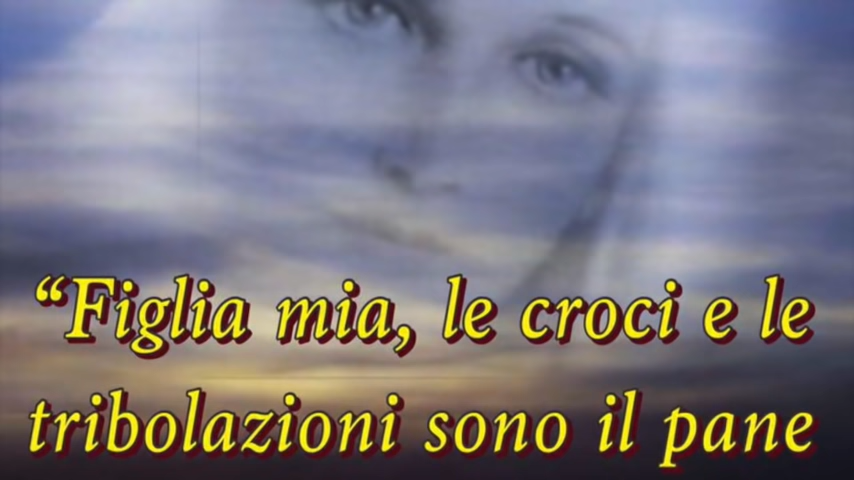 “Figlia mia, le croci e le
tribolazioni sono il pane